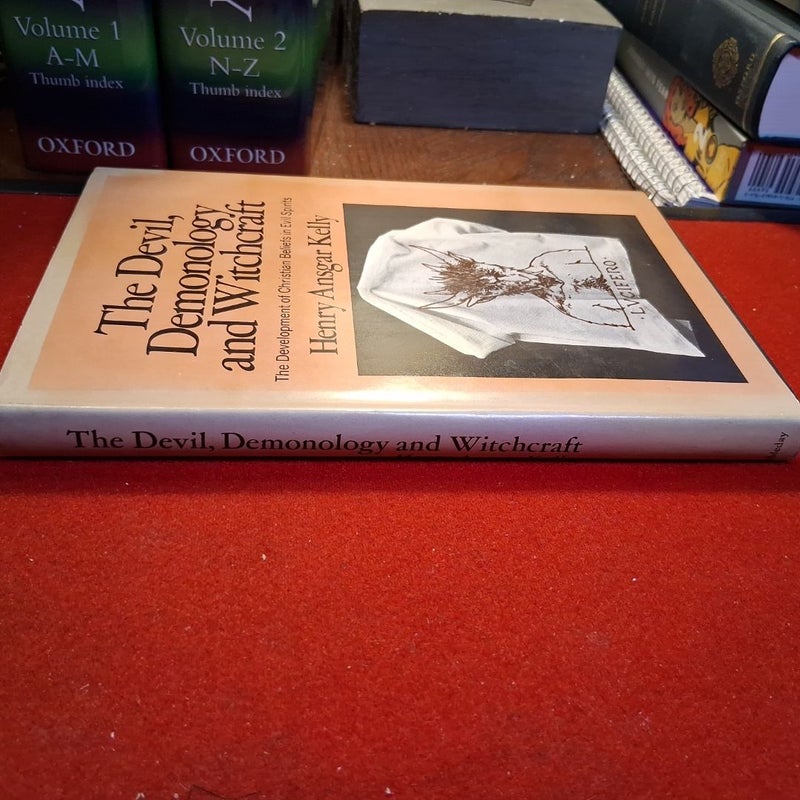 Volume 1
A-M
Thumb index
OXFORD
Volume 2
N-Z
Thumb index
OXFORD
The Devil,
Demonology
and Witchcraft
The Development of Christian Beliefs in Evil Spirits
Henry Ansgar Kelly
LVCIFERO
The Devil, Demonology and Witchcraft